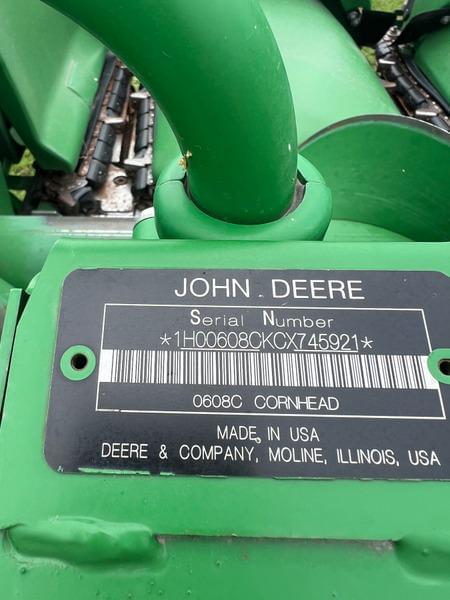 JOHN DEERE
Serial Number
*1H00608CKCX745921*
0608C CORNHEAD
MADE IN USA
DEERE & COMPANY, MOLINE, ILLINOIS, USA